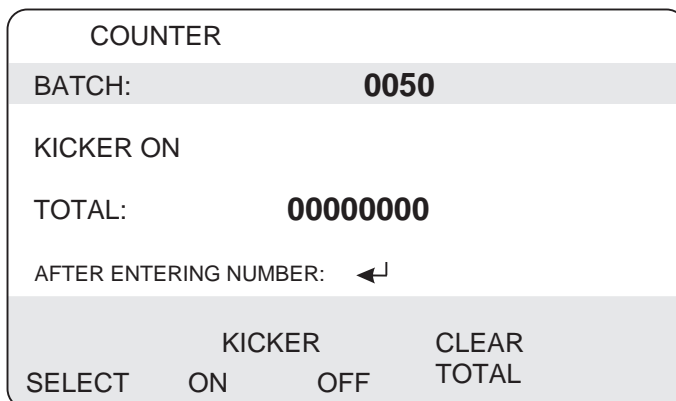 COUNTER
BATCH: 0050
KICKER ON
TOTAL: 00000000
AFTER ENTERING NUMBER:
KICKER CLEAR
SELECT ON OFF TOTAL